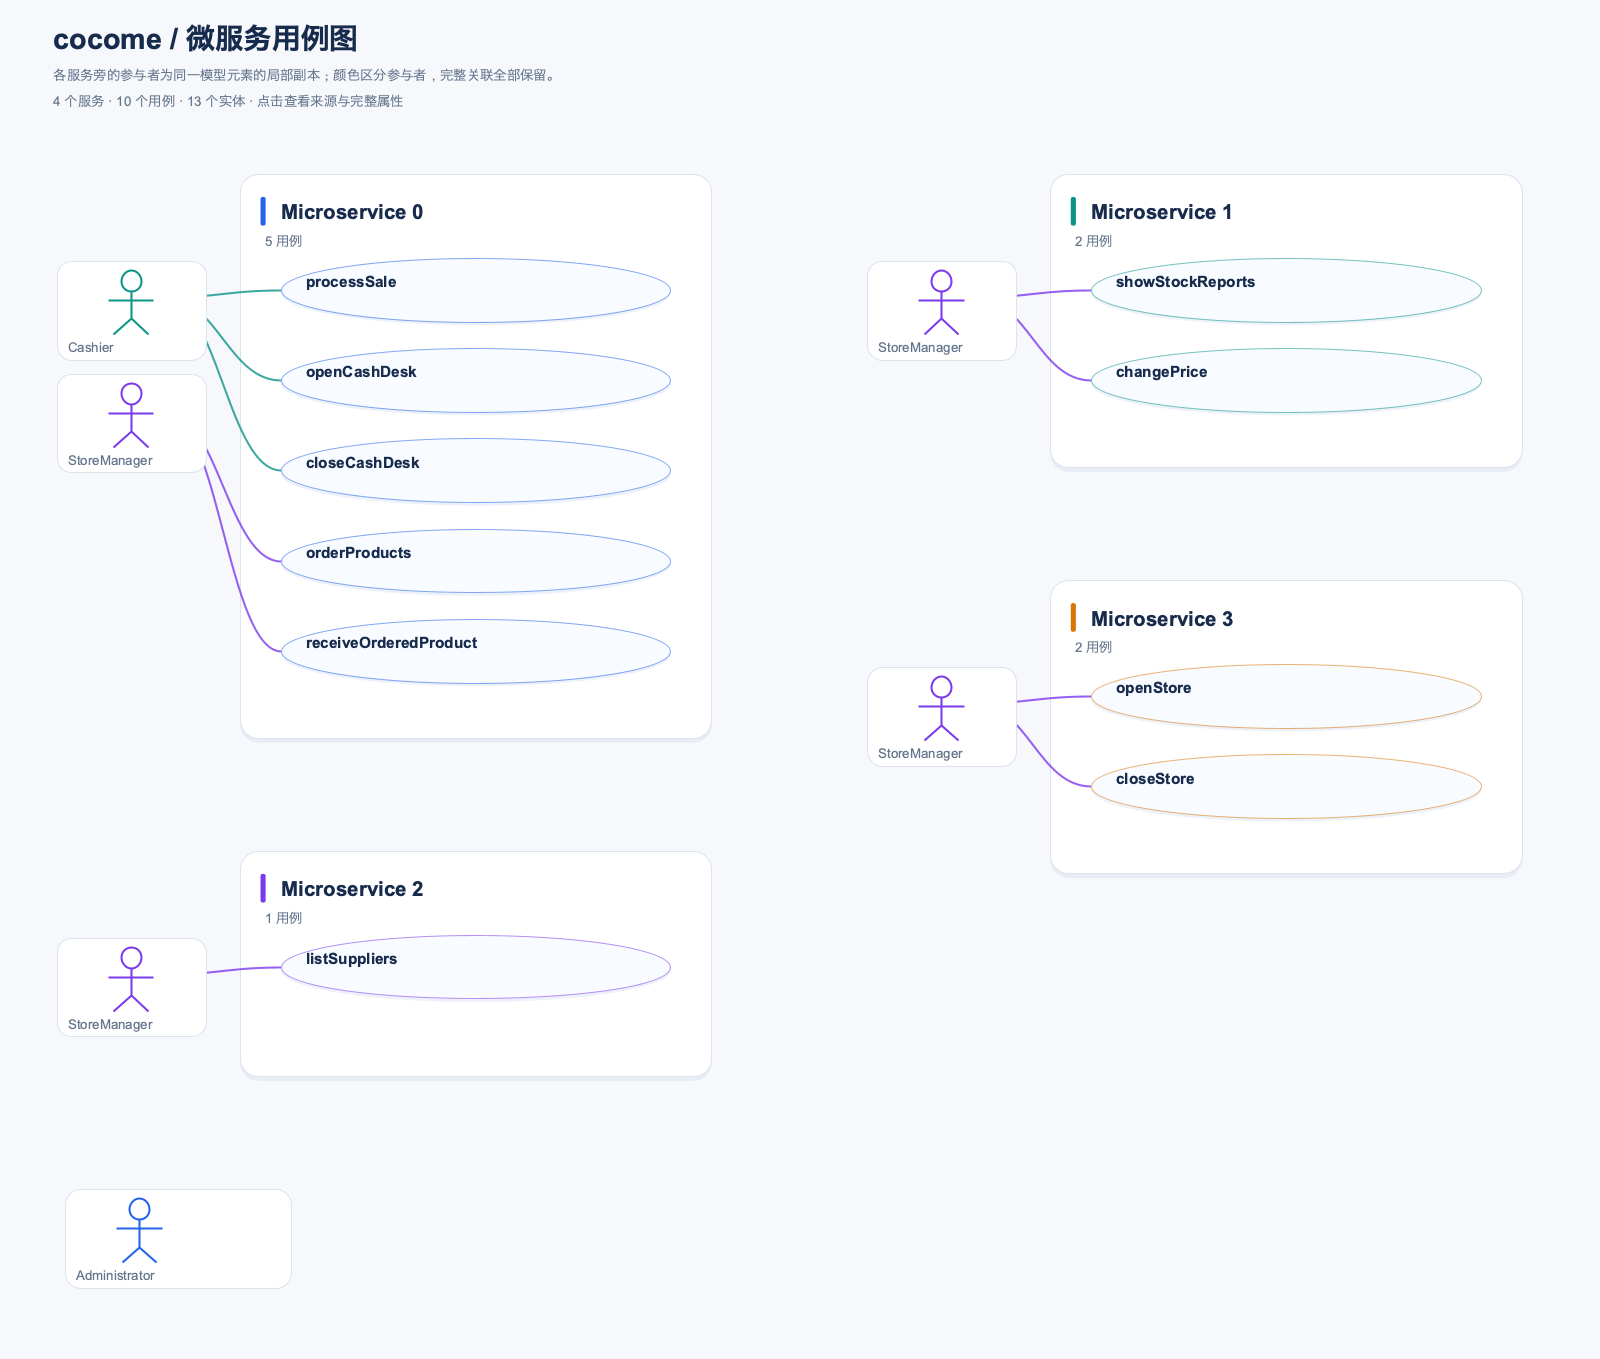 cocome / 微服务用例图
各服务旁的参与者为同一模型元素的局部副本；颜色区分参与者，完整关联全部保留。
4 个服务 · 10 个用例 · 13 个实体 · 点击查看来源与完整属性
Microservice 0
5 用例
processSale
openCashDesk
closeCashDesk
orderProducts
receiveOrderedProduct
Cashier
StoreManager
Microservice 1
2 用例
showStockReports
changePrice
StoreManager
Microservice 3
2 用例
openStore
closeStore
StoreManager
Microservice 2
1 用例
listSuppliers
StoreManager
Administrator